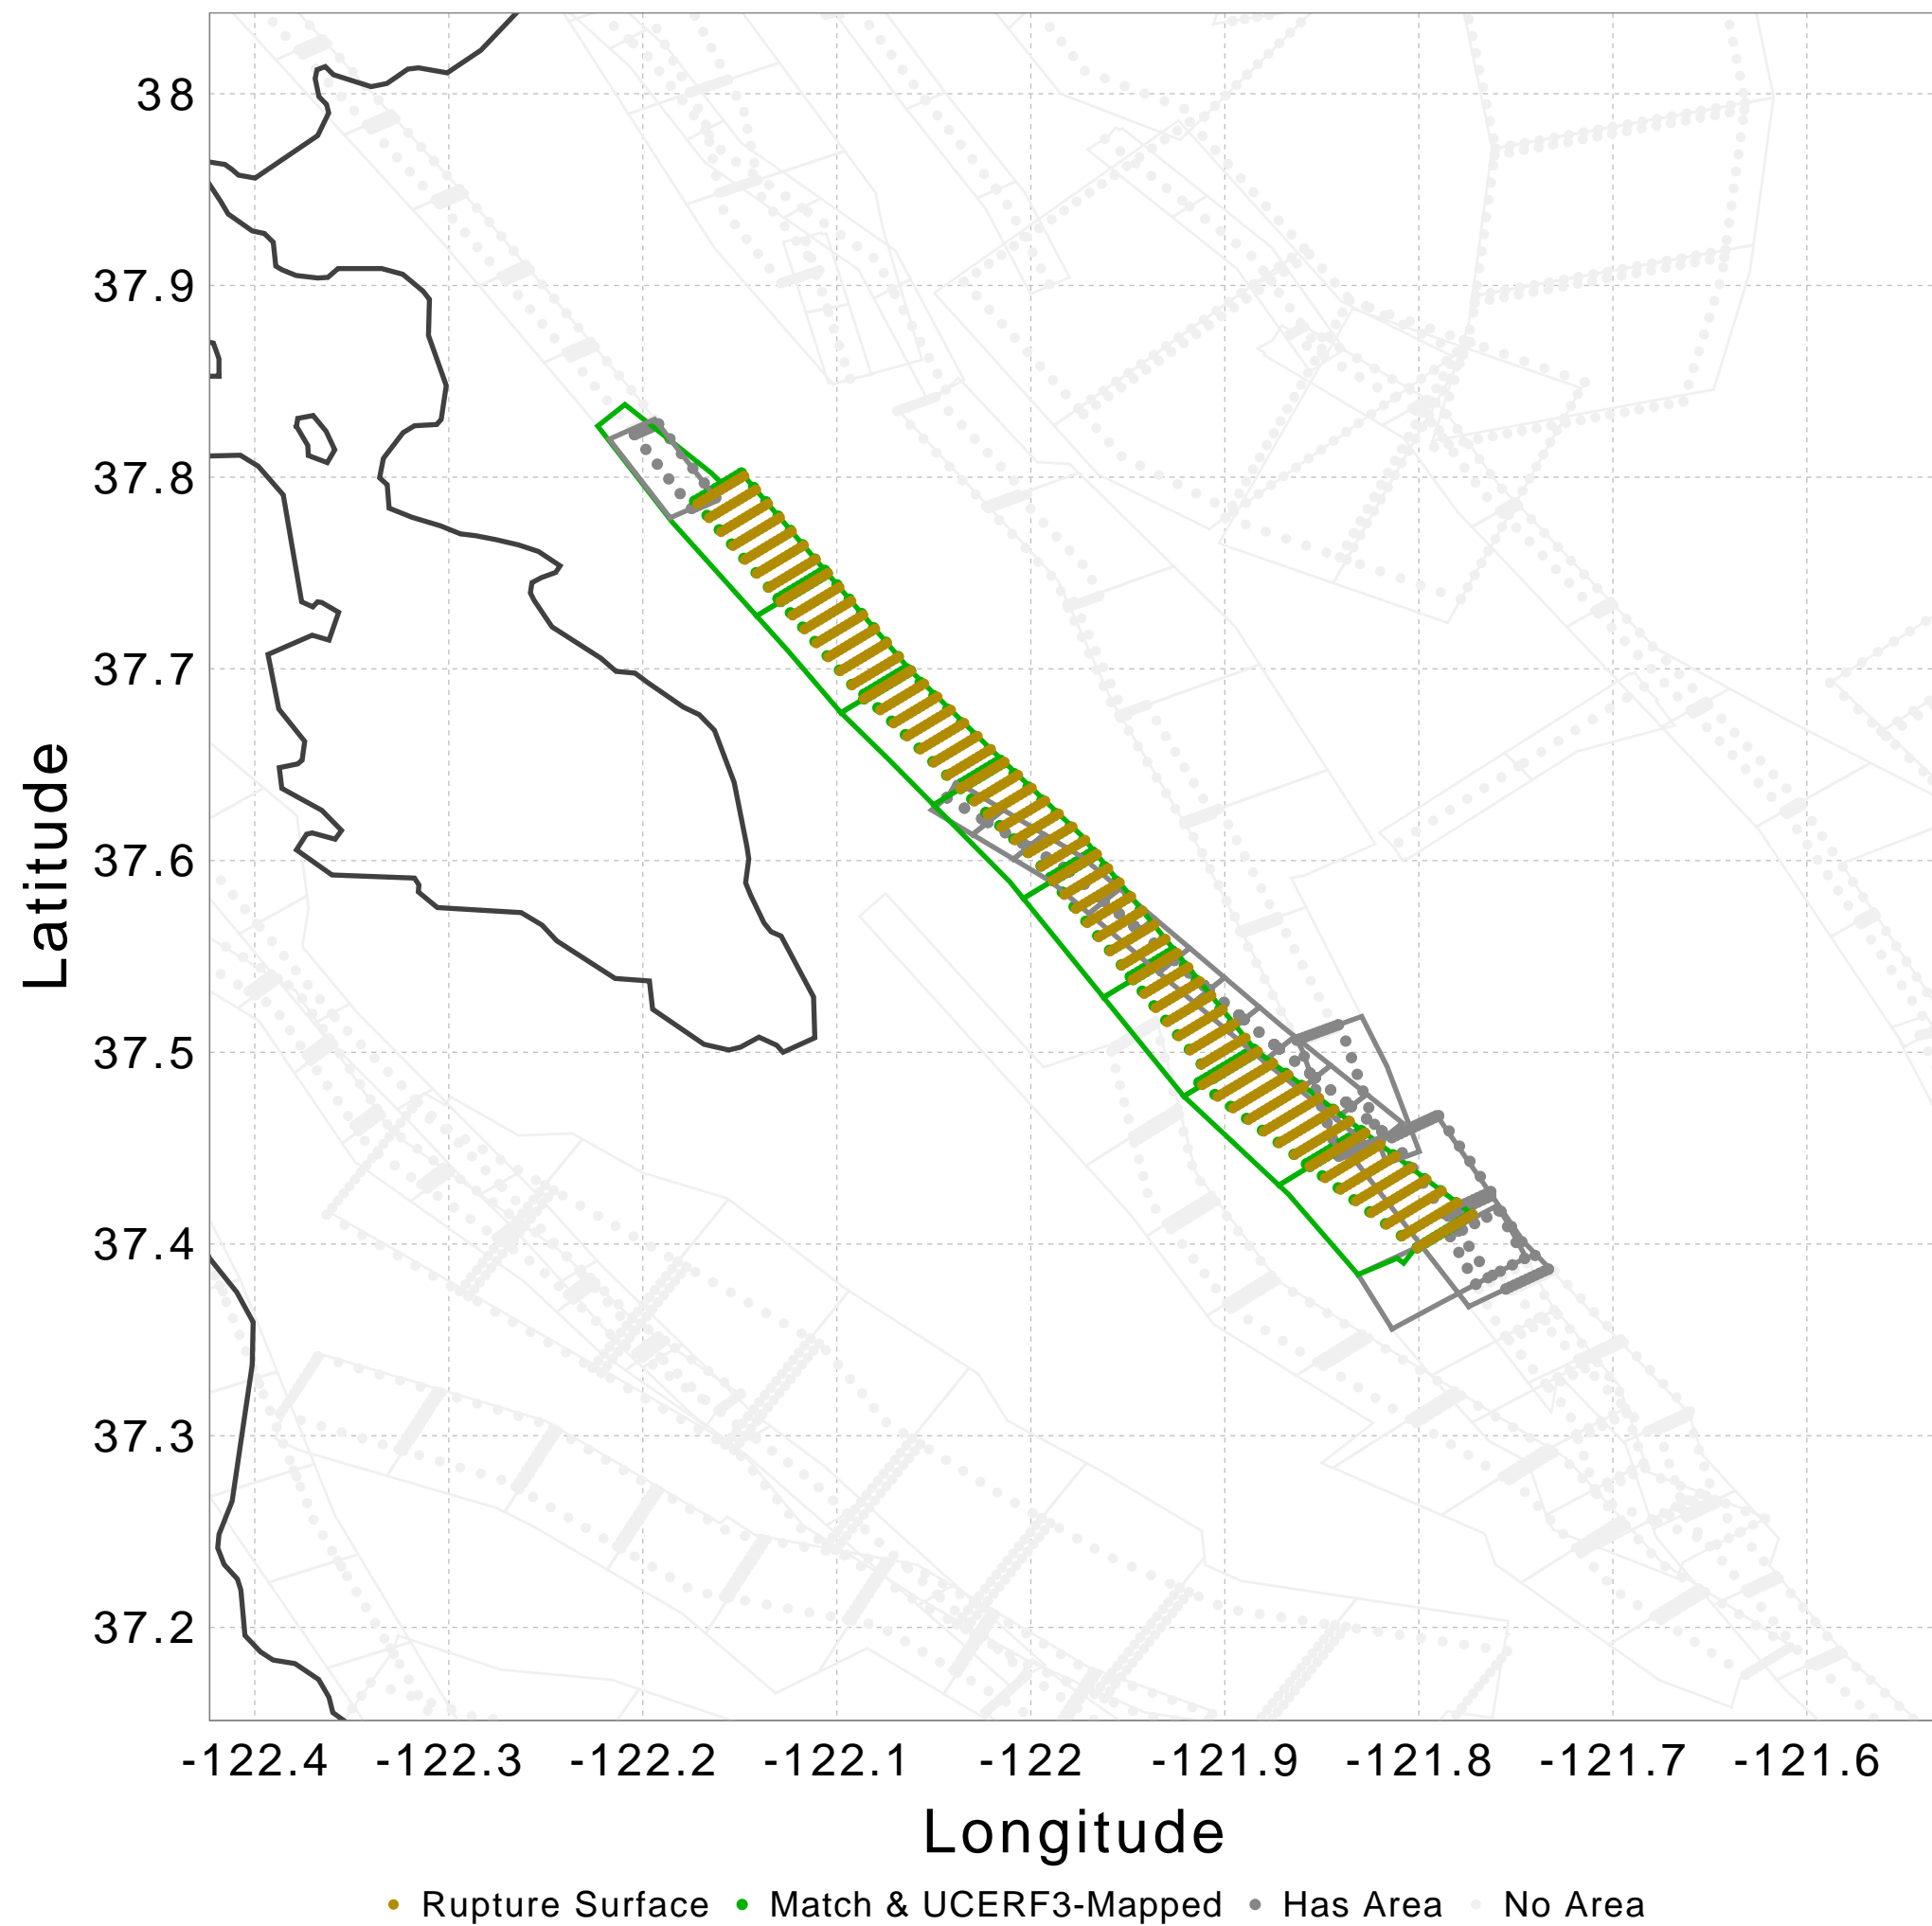 38
37.9
37.8
37.7
37.6
37.5
37.4
37.3
37.2
Latitude
-122.4 -122.3 -122.2 -122.1 -122 -121.9 -121.8 -121.7 -121.6
Longitude
Rupture Surface Match & UCERF3-Mapped Has Area No Area